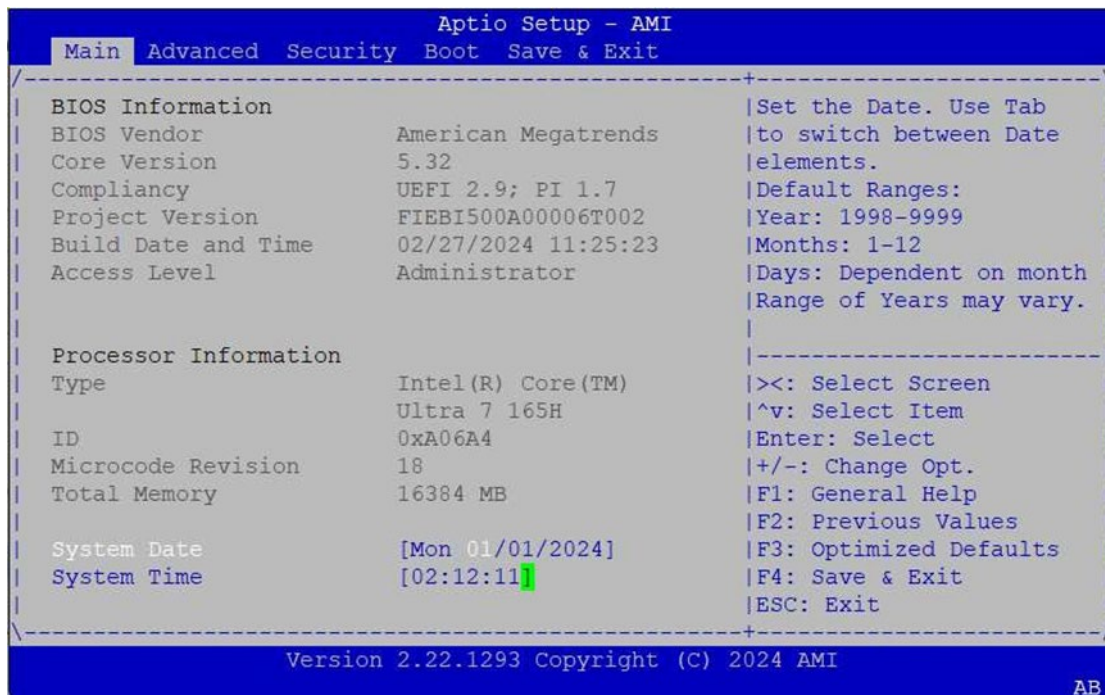 Aptio Setup - AMI
Main Advanced Security Boot Save & Exit
BIOS Information
BIOS Vendor American Megatrends
Core Version 5.32
Compliancy UEFI 2.9; PI 1.7
Project Version FIEBI500A00006T002
Build Date and Time 02/27/2024 11:25:23
Access Level Administrator
Processor Information
Type Intel(R) Core(TM)
Ultra 7 165H
ID 0xA06A4
Microcode Revision 18
Total Memory 16384 MB
System Date [Mon 01/01/2024]
System Time [02:12:11]
Set the Date. Use Tab
to switch between Date
elements.
Default Ranges:
Year: 1998-9999
Months: 1-12
Days: Dependent on month
Range of Years may vary.
><: Select Screen
^v: Select Item
Enter: Select
+/-: Change Opt.
F1: General Help
F2: Previous Values
F3: Optimized Defaults
F4: Save & Exit
ESC: Exit
Version 2.22.1293 Copyright (C) 2024 AMI
AB